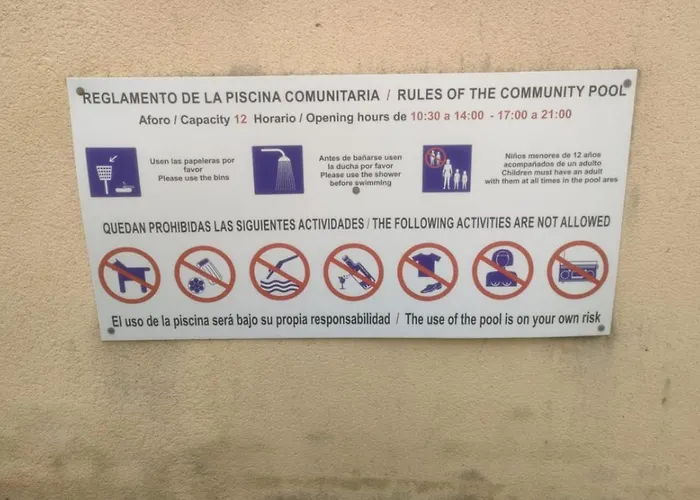 REGLAMENTO DE LA PISCINA COMUNITARIA / RULES OF THE COMMUNITY POOL
Aforo / Capacity 12 Horario / Opening hours de 10:30 a 14:00 - 17:00 a 21:00
Usen las papeleras por
favor
Please use the bins
Antes de bañarse usen
la ducha por favor
Please use the shower
before swimming
Niños menores de 12 años
acompañados de un adulto
Children must have an adult
with them at all times in the pool area
QUEDAN PROHIBIDAS LAS SIGUIENTES ACTIVIDADES / THE FOLLOWING ACTIVITIES ARE NOT ALLOWED
El uso de la piscina será bajo su propia responsabilidad / The use of the pool is on your own risk